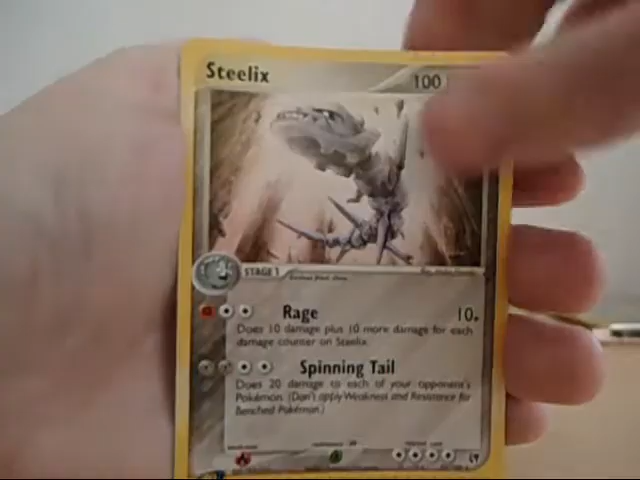 Steelix 100
STAGE 1
Rage 10+
Does 10 damage plus 10 more damage for each
damage counter on Steelix.
Spinning Tail
Does 20 damage to each of your opponent's
Pokémon. (Don't apply Weakness and Resistance for
Benched Pokémon.)